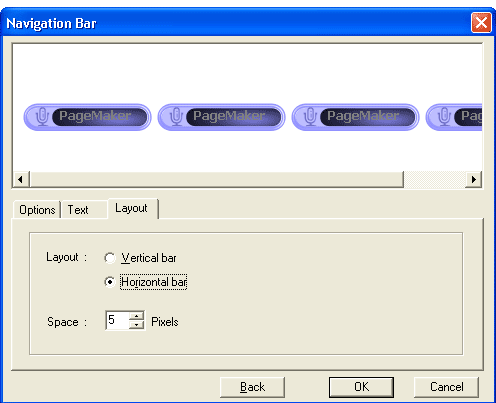 Navigation Bar
PageMaker PageMaker PageMaker Pag
Options Text Layout
Layout : Vertical bar
Horizontal bar
Space : 5 Pixels
Back OK Cancel